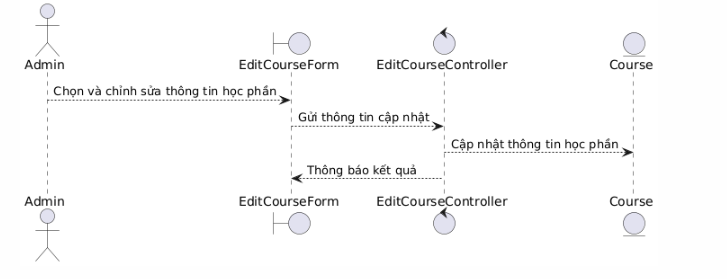 Admin
EditCourseForm
EditCourseController
Course
Chọn và chỉnh sửa thông tin học phần
Gửi thông tin cập nhật
Cập nhật thông tin học phần
Thông báo kết quả
Admin
EditCourseForm
EditCourseController
Course